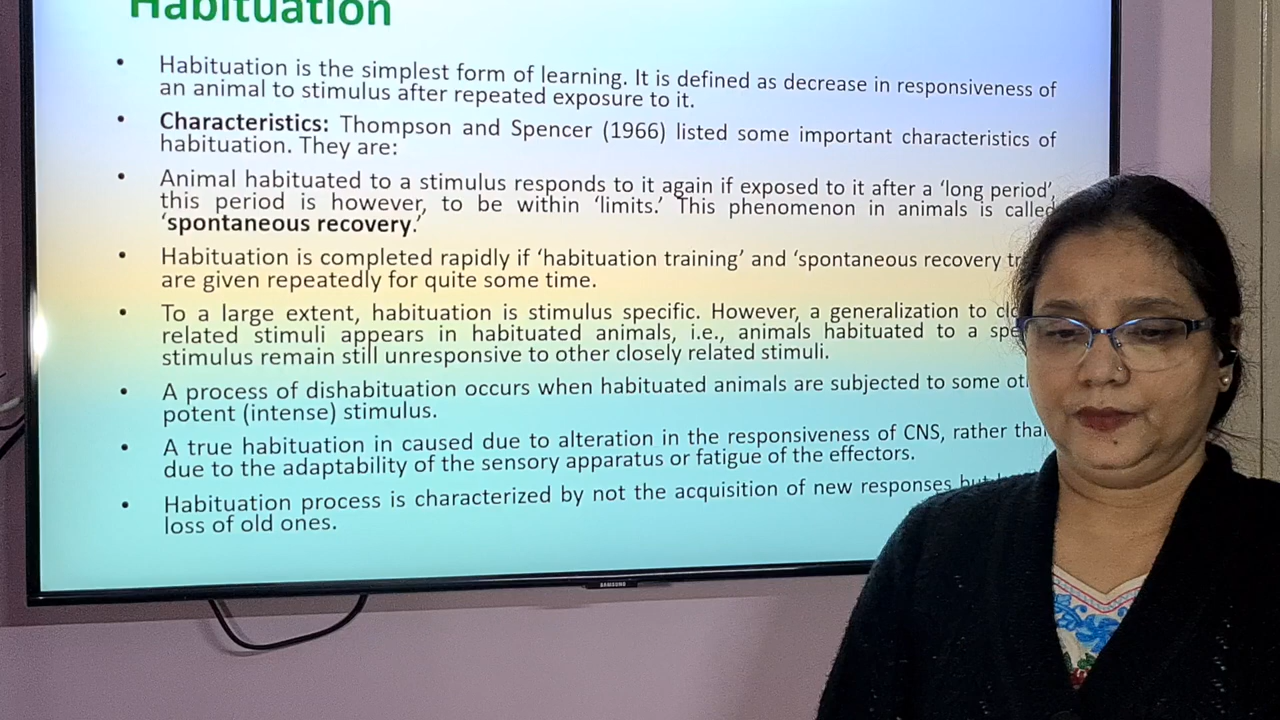 Habituation
• Habituation is the simplest form of learning. It is defined as decrease in responsiveness of
an animal to stimulus after repeated exposure to it.
• Characteristics: Thompson and Spencer (1966) listed some important characteristics of
habituation. They are:
• Animal habituated to a stimulus responds to it again if exposed to it after a ‘long period’,
this period is however, to be within ‘limits.’ This phenomenon in animals is called
‘spontaneous recovery.’
• Habituation is completed rapidly if ‘habituation training’ and ‘spontaneous recovery
are given repeatedly for quite some time.
• To a large extent, habituation is stimulus specific. However, a generalization to
related stimuli appears in habituated animals, i.e., animals habituated to a
stimulus remain still unresponsive to other closely related stimuli.
• A process of dishabituation occurs when habituated animals are subjected to some
potent (intense) stimulus.
• A true habituation in caused due to alteration in the responsiveness of CNS, rather
due to the adaptability of the sensory apparatus or fatigue of the effectors.
• Habituation process is characterized by not the acquisition of new responses
loss of old ones.
SAMSUNG